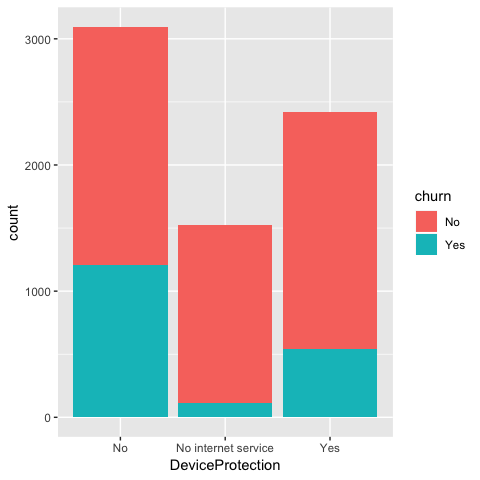 3000
2000
1000
0
count
No
No internet service
Yes
DeviceProtection
churn
No
Yes